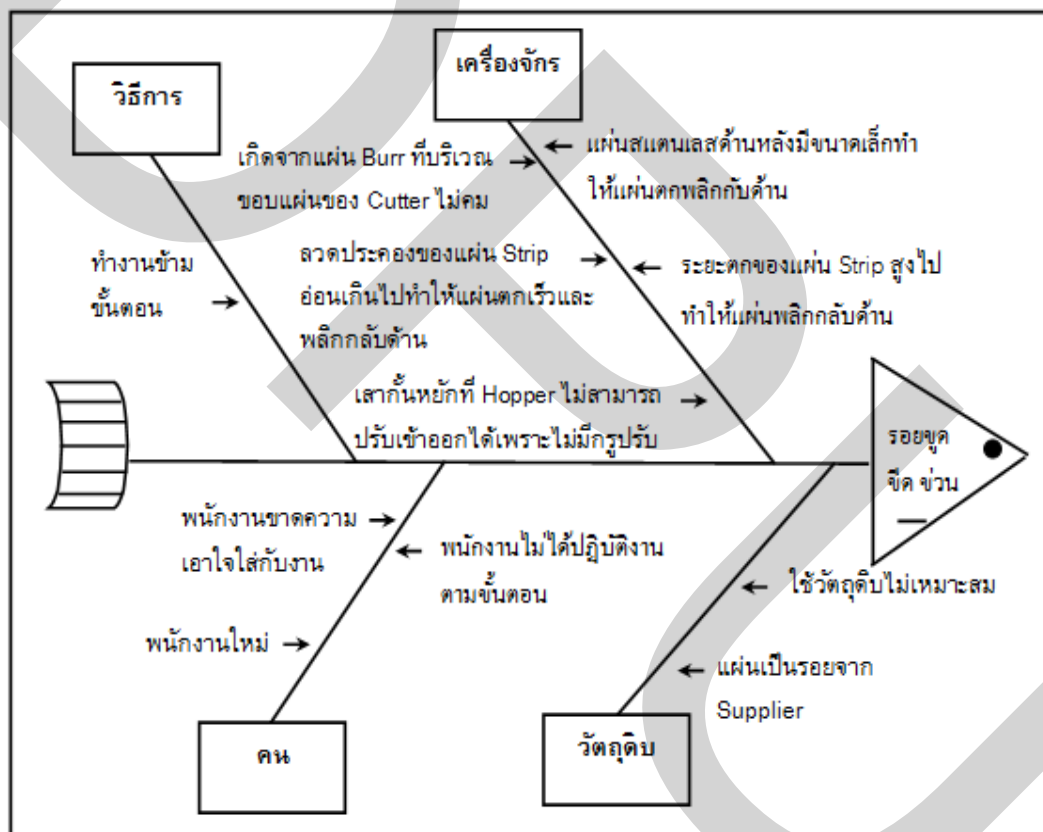 วิธีการ
เครื่องจักร
เกิดจากแผ่น Burr ที่บริเวณ
ขอบแผ่นของ Cutter ไม่คม
แผ่นสแตนเลสด้านหลังมีขนาดเล็กทำ
ให้แผ่นตกพลิกกับด้าน
ทำงานข้าม
ขั้นตอน
ลวดประคองของแผ่น Strip
อ่อนเกินไปทำให้แผ่นตกเร็วและ
พลิกกลับด้าน
ระยะตกของแผ่น Strip สูงไป
ทำให้แผ่นพลิกกลับด้าน
เสากั้นหยักที่ Hopper ไม่สามารถ
ปรับเข้าออกได้เพราะไม่มีกรูปรับ
รอยขูด
ขีด ข่วน
พนักงานขาดความ
เอาใจใส่กับงาน
พนักงานไม่ได้ปฏิบัติงาน
ตามขั้นตอน
ใช้วัตถุดิบไม่เหมาะสม
พนักงานใหม่
แผ่นเป็นรอยจาก
Supplier
คน
วัตถุดิบ